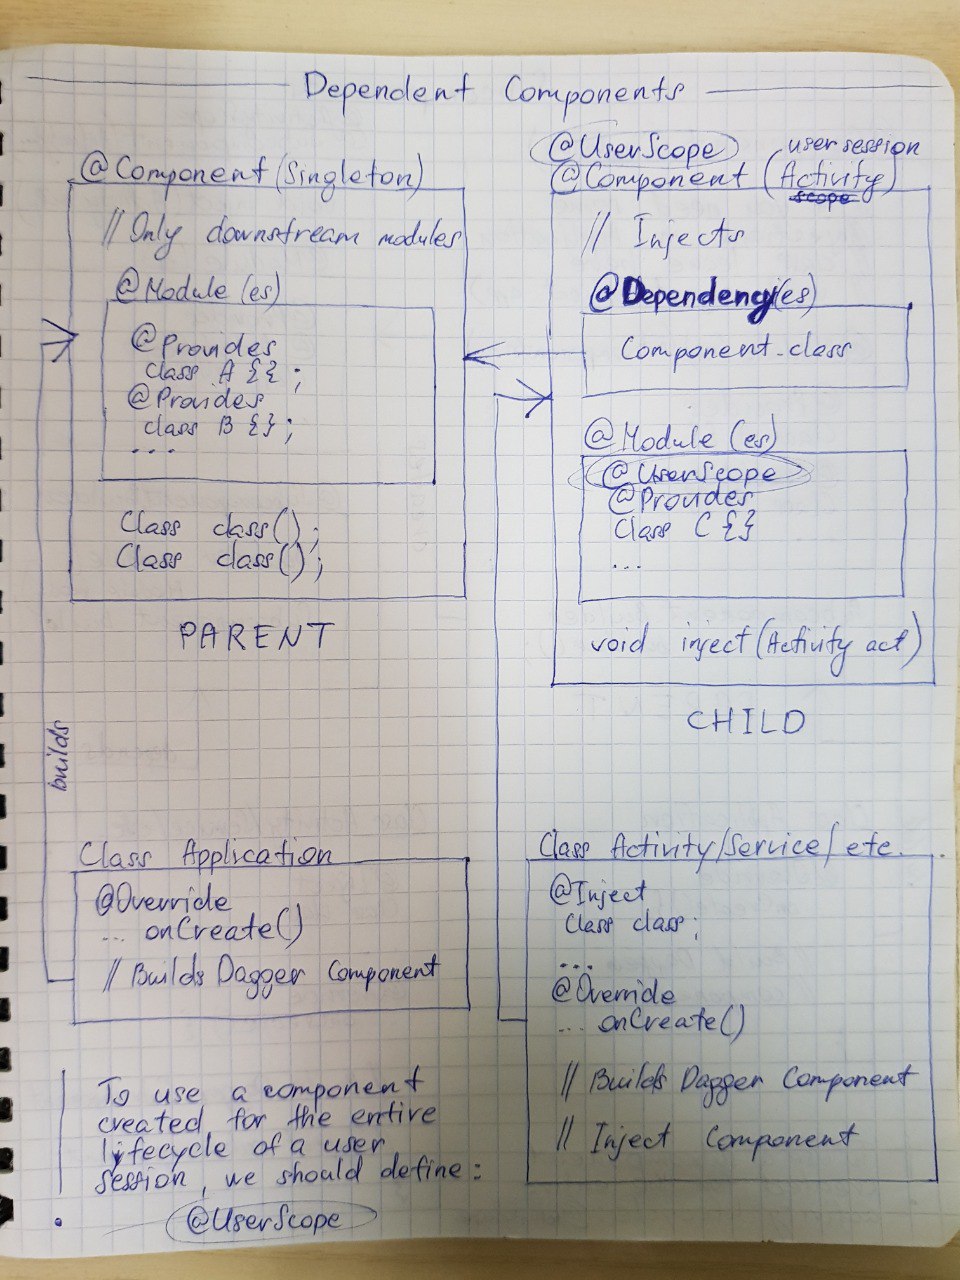 Dependent Components
@Component (Singleton)
// Only downstream modules
@Module (es)
@Provides
class A {} ;
@Provides
class B {} ;
...
Class class();
Class class();
PARENT
@UserScope
user session
@Component (Activity)
scope
// Injects
@Dependency(es)
Component.class
@Module (es)
@UserScope
@Provides
Class C {}
...
void inject(Activity act)
CHILD
builds
Class Application
@Override
... onCreate()
// Builds Dagger Component
Class Activity/Service/etc.
@Inject
Class class;
...
@Override
... onCreate()
// Builds Dagger Component
// Inject Component
To use a component
created for the entire
lifecycle of a user
session, we should define:
• @UserScope